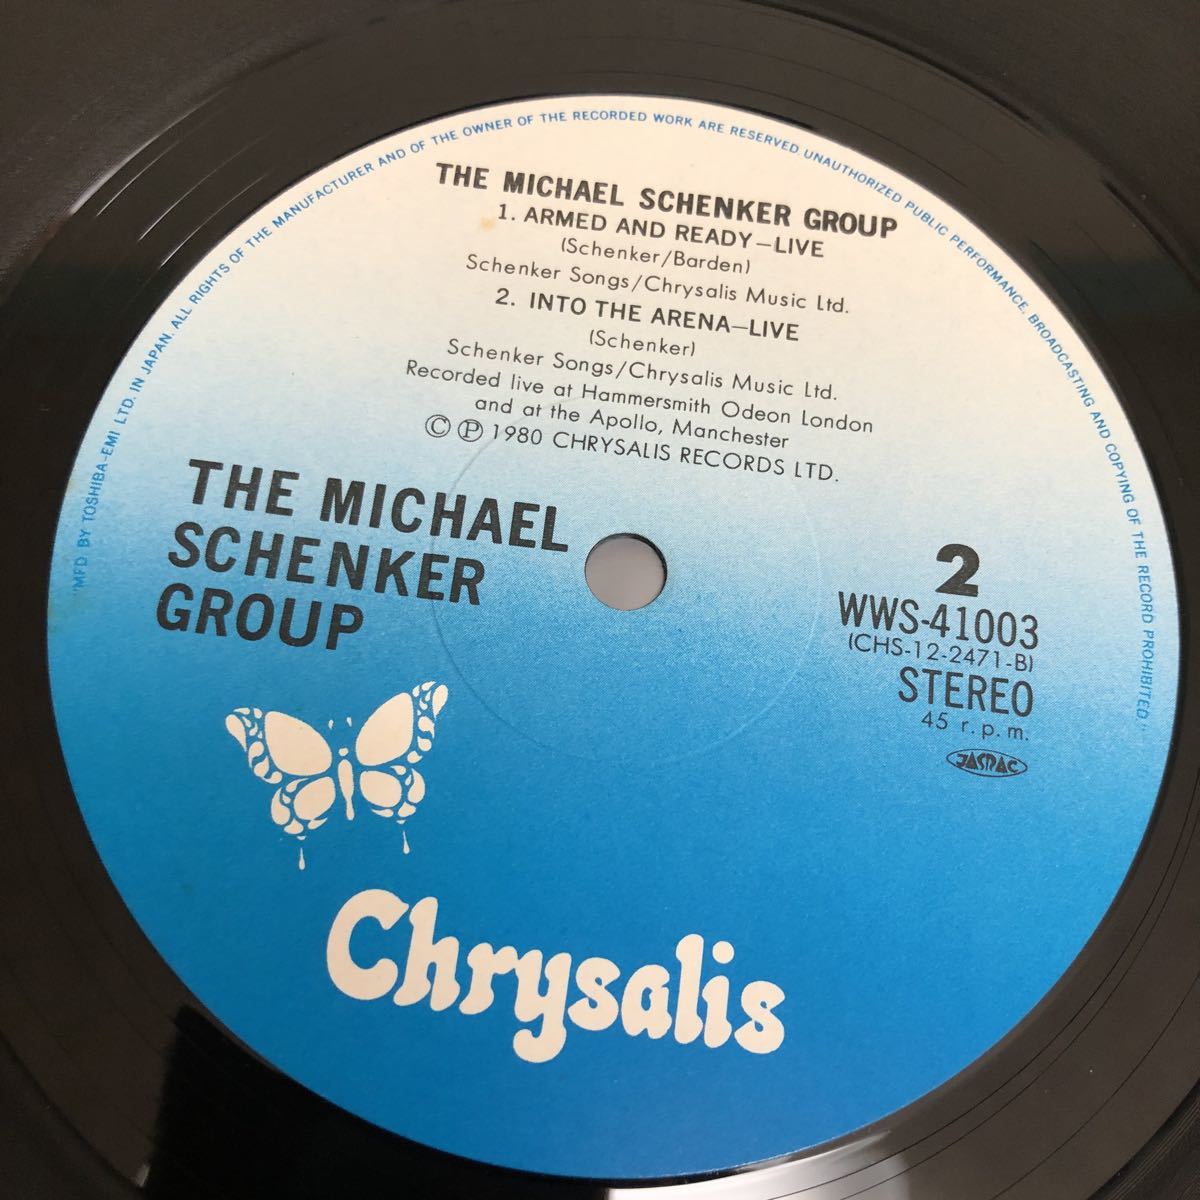 "MFD BY TOSHIBA-EMI LTD. IN JAPAN. ALL RIGHTS OF THE MANUFACTURER AND OF THE OWNER OF THE RECORDED WORK ARE RESERVED. UNAUTHORIZED PUBLIC PERFORMANCE, BROADCASTING AND COPYING OF THE RECORD PROHIBITED."
THE MICHAEL SCHENKER GROUP
1. ARMED AND READY—LIVE
(Schenker/Barden)
Schenker Songs/Chrysalis Music Ltd.
2. INTO THE ARENA—LIVE
(Schenker)
Schenker Songs/Chrysalis Music Ltd.
Recorded live at Hammersmith Odeon London
and at the Apollo, Manchester
© ℗ 1980 CHRYSALIS RECORDS LTD.
THE MICHAEL
SCHENKER
GROUP
2
WWS-41003
(CHS-12-2471-B)
STEREO
45 r.p.m.
JASRAC
Chrysalis